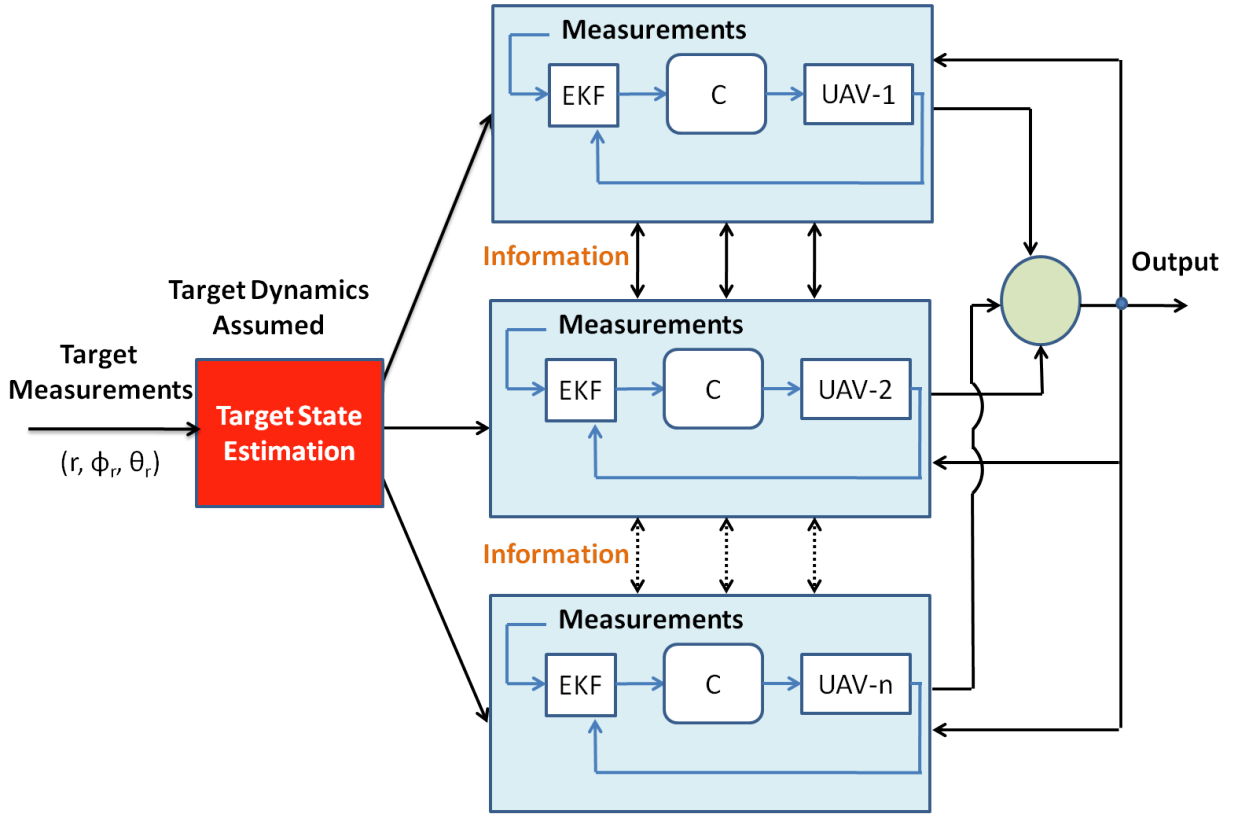 Measurements
EKF
C
UAV-1
Information
Output
Target Dynamics
Assumed
Target
Measurements
(r, ϕr, θr)
Target State
Estimation
Measurements
EKF
C
UAV-2
Information
Measurements
EKF
C
UAV-n